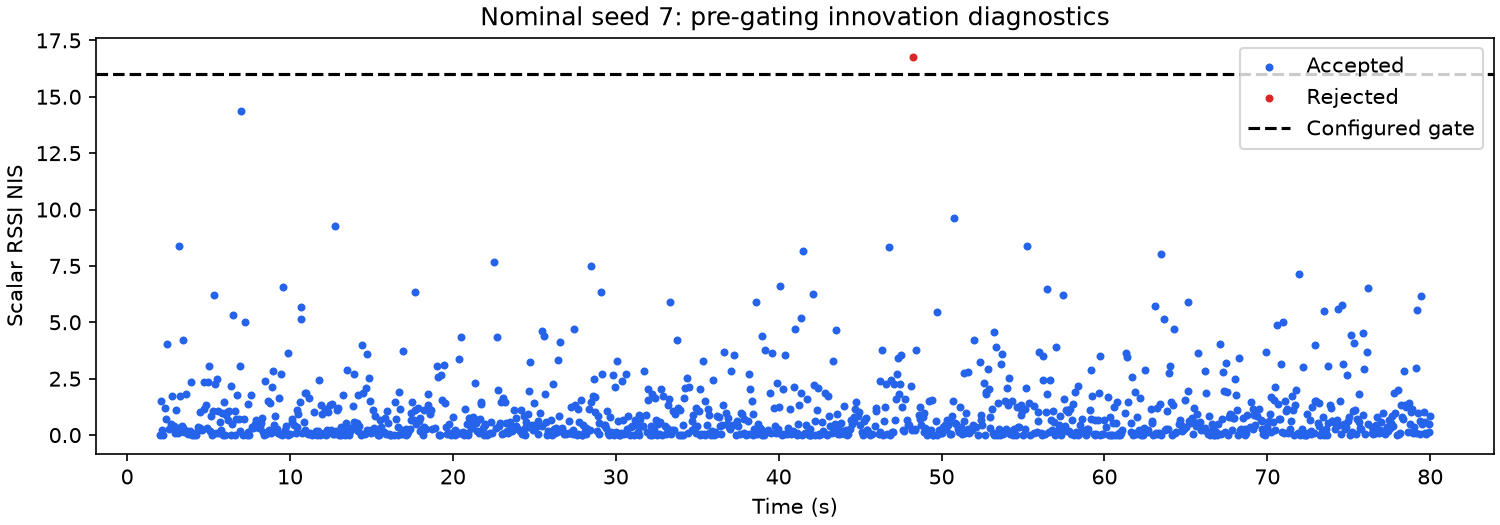 Nominal seed 7: pre-gating innovation diagnostics
17.5
15.0
12.5
10.0
7.5
5.0
2.5
0.0
Scalar RSSI NIS
Accepted
Rejected
Configured gate
0 10 20 30 40 50 60 70 80
Time (s)